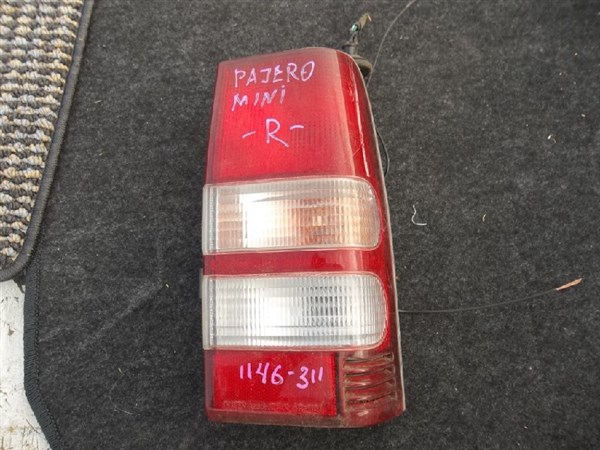 PAJERO
MINI
-R-
1146-311